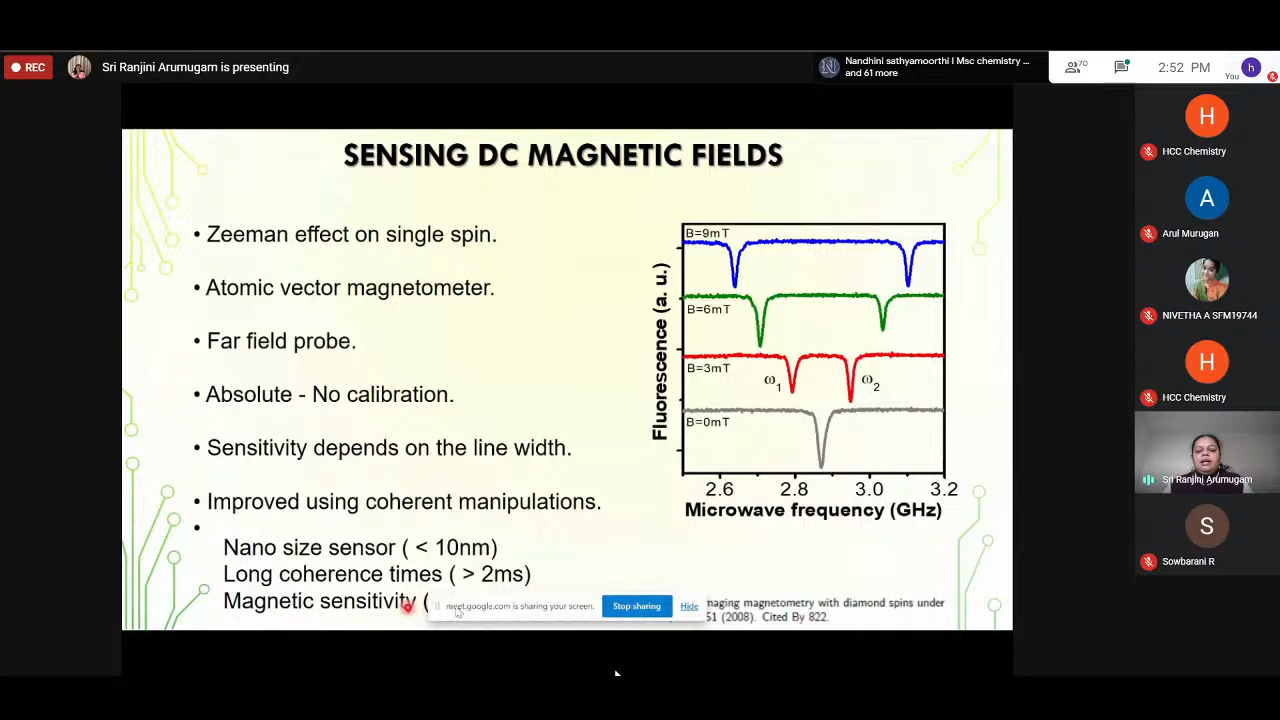 REC
Sri Ranjini Arumugam is presenting
N
Nandhini sathyamoorthi I Msc chemistry ...
and 61 more
70
2:52 PM
You
h
SENSING DC MAGNETIC FIELDS
• Zeeman effect on single spin.
• Atomic vector magnetometer.
• Far field probe.
• Absolute - No calibration.
• Sensitivity depends on the line width.
• Improved using coherent manipulations.
•
Nano size sensor ( < 10nm)
Long coherence times ( > 2ms)
Magnetic sensitivity (
Fluorescence (a. u.)
B=9mT
B=6mT
B=3mT
ω1 ω2
B=0mT
2.6 2.8 3.0 3.2
Microwave frequency (GHz)
meet.google.com is sharing your screen.
Stop sharing
Hide
maging magnetometry with diamond spins under
51 (2008). Cited By 822.
H
HCC Chemistry
A
Arul Murugan
NIVETHA A SFM19744
H
HCC Chemistry
Sri Ranjini Arumugam
S
Sowbarani R